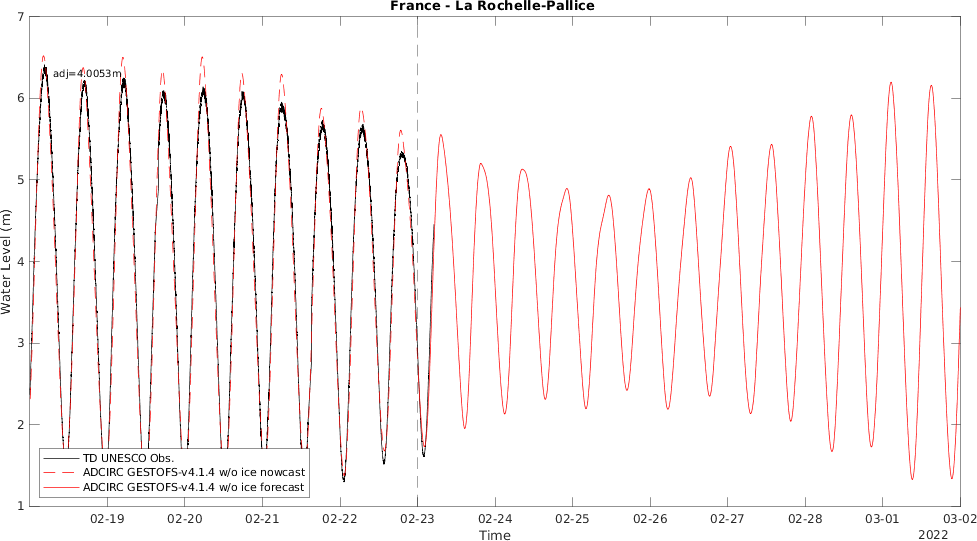 France - La Rochelle-Pallice
7
adj=4.0053m
6
5
4
3
2
1
Water Level (m)
TD UNESCO Obs.
ADCIRC GESTOFS-v4.1.4 w/o ice nowcast
ADCIRC GESTOFS-v4.1.4 w/o ice forecast
02-19 02-20 02-21 02-22 02-23 02-24 02-25 02-26 02-27 02-28 03-01 03-02
Time
2022